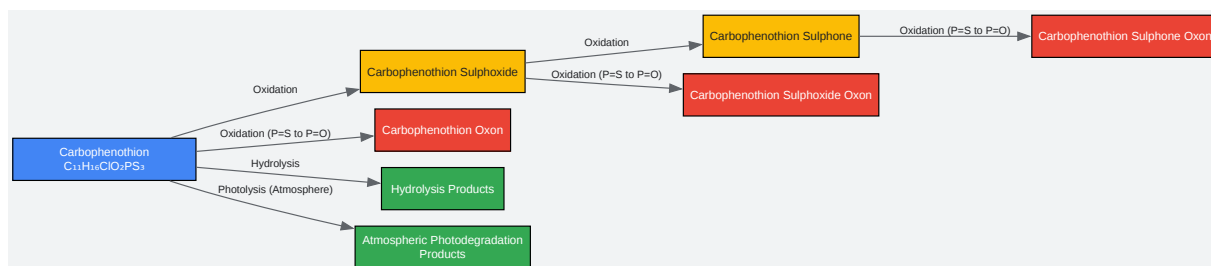 Carbophenothion
C₁₁H₁₆ClO₂PS₃
Oxidation
Oxidation (P=S to P=O)
Hydrolysis
Photolysis (Atmosphere)
Carbophenothion Sulphoxide
Carbophenothion Oxon
Hydrolysis Products
Atmospheric Photodegradation
Products
Oxidation
Oxidation (P=S to P=O)
Carbophenothion Sulphone
Carbophenothion Sulphoxide Oxon
Oxidation (P=S to P=O)
Carbophenothion Sulphone Oxon